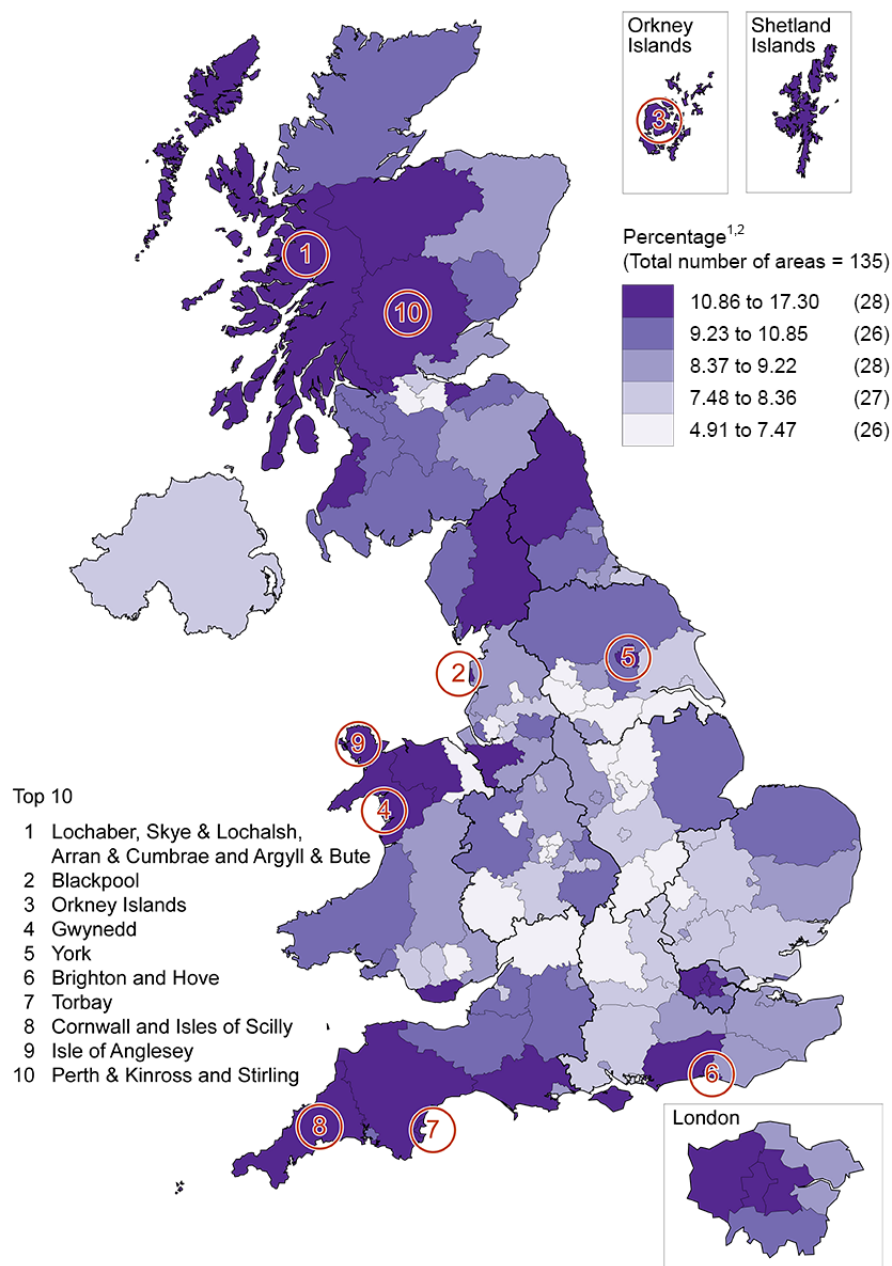 Orkney
Islands
Shetland
Islands
3
Percentage1,2
(Total number of areas = 135)
10.86 to 17.30 (28)
9.23 to 10.85 (26)
8.37 to 9.22 (28)
7.48 to 8.36 (27)
4.91 to 7.47 (26)
1
10
5
2
9
4
Top 10
1 Lochaber, Skye & Lochalsh,
Arran & Cumbrae and Argyll & Bute
2 Blackpool
3 Orkney Islands
4 Gwynedd
5 York
6 Brighton and Hove
7 Torbay
8 Cornwall and Isles of Scilly
9 Isle of Anglesey
10 Perth & Kinross and Stirling
6
8
7
London